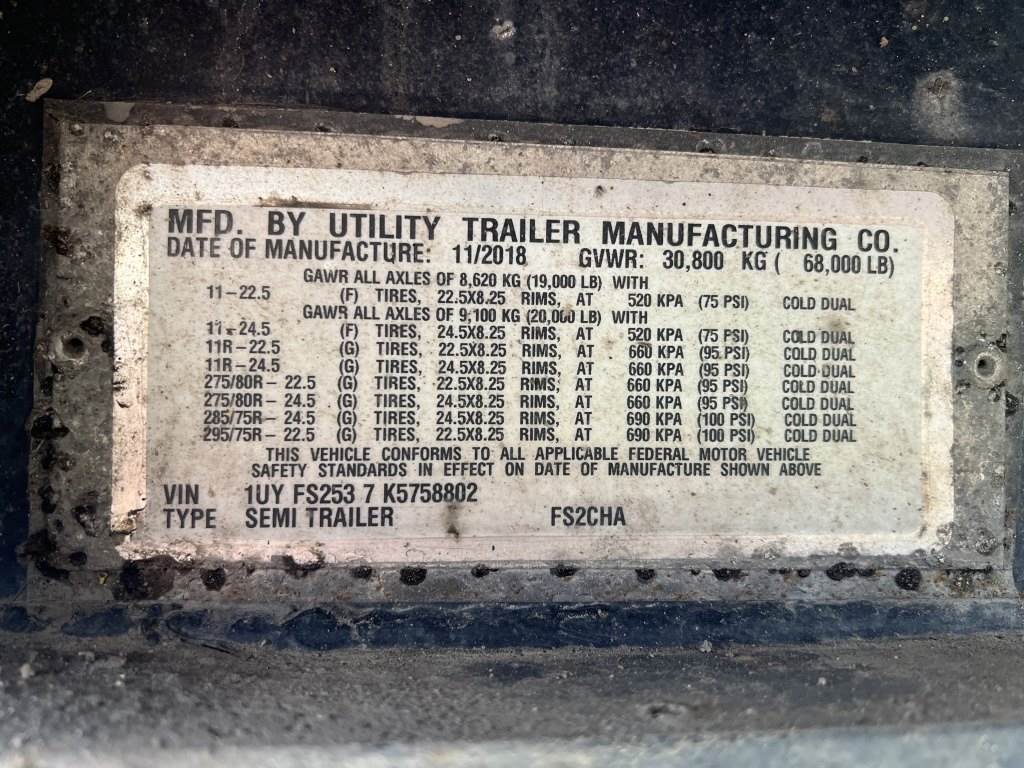 MFD. BY UTILITY TRAILER MANUFACTURING CO.
DATE OF MANUFACTURE: 11/2018 GVWR: 30,800 KG ( 68,000 LB)
GAWR ALL AXLES OF 8,620 KG (19,000 LB) WITH
11-22.5 (F) TIRES, 22.5X8.25 RIMS, AT 520 KPA (75 PSI) COLD DUAL
GAWR ALL AXLES OF 9,100 KG (20,000 LB) WITH
11-24.5 (F) TIRES, 24.5X8.25 RIMS, AT 520 KPA (75 PSI) COLD DUAL
11R-22.5 (G) TIRES, 22.5X8.25 RIMS, AT 660 KPA (95 PSI) COLD DUAL
11R-24.5 (G) TIRES, 24.5X8.25 RIMS, AT 660 KPA (95 PSI) COLD DUAL
275/80R-22.5 (G) TIRES, 22.5X8.25 RIMS, AT 660 KPA (95 PSI) COLD DUAL
275/80R-24.5 (G) TIRES, 24.5X8.25 RIMS, AT 660 KPA (95 PSI) COLD DUAL
285/75R-24.5 (G) TIRES, 24.5X8.25 RIMS, AT 690 KPA (100 PSI) COLD DUAL
295/75R-22.5 (G) TIRES, 22.5X8.25 RIMS, AT 690 KPA (100 PSI) COLD DUAL
THIS VEHICLE CONFORMS TO ALL APPLICABLE FEDERAL MOTOR VEHICLE
SAFETY STANDARDS IN EFFECT ON DATE OF MANUFACTURE SHOWN ABOVE
VIN 1UY FS253 7 K5758802
TYPE SEMI TRAILER FS2CHA